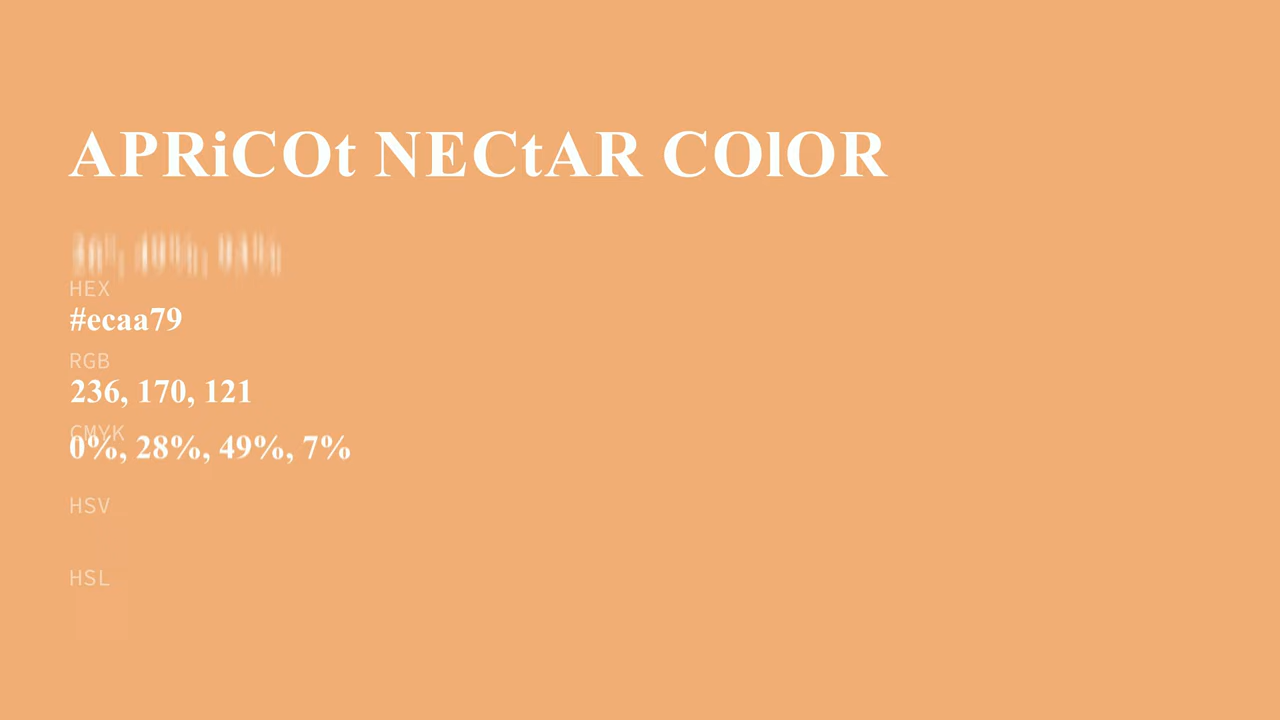 APRiCOt NECtAR COlOR
HEX
#ecaa79
RGB
236, 170, 121
CMYK
0%, 28%, 49%, 7%
HSV
HSL